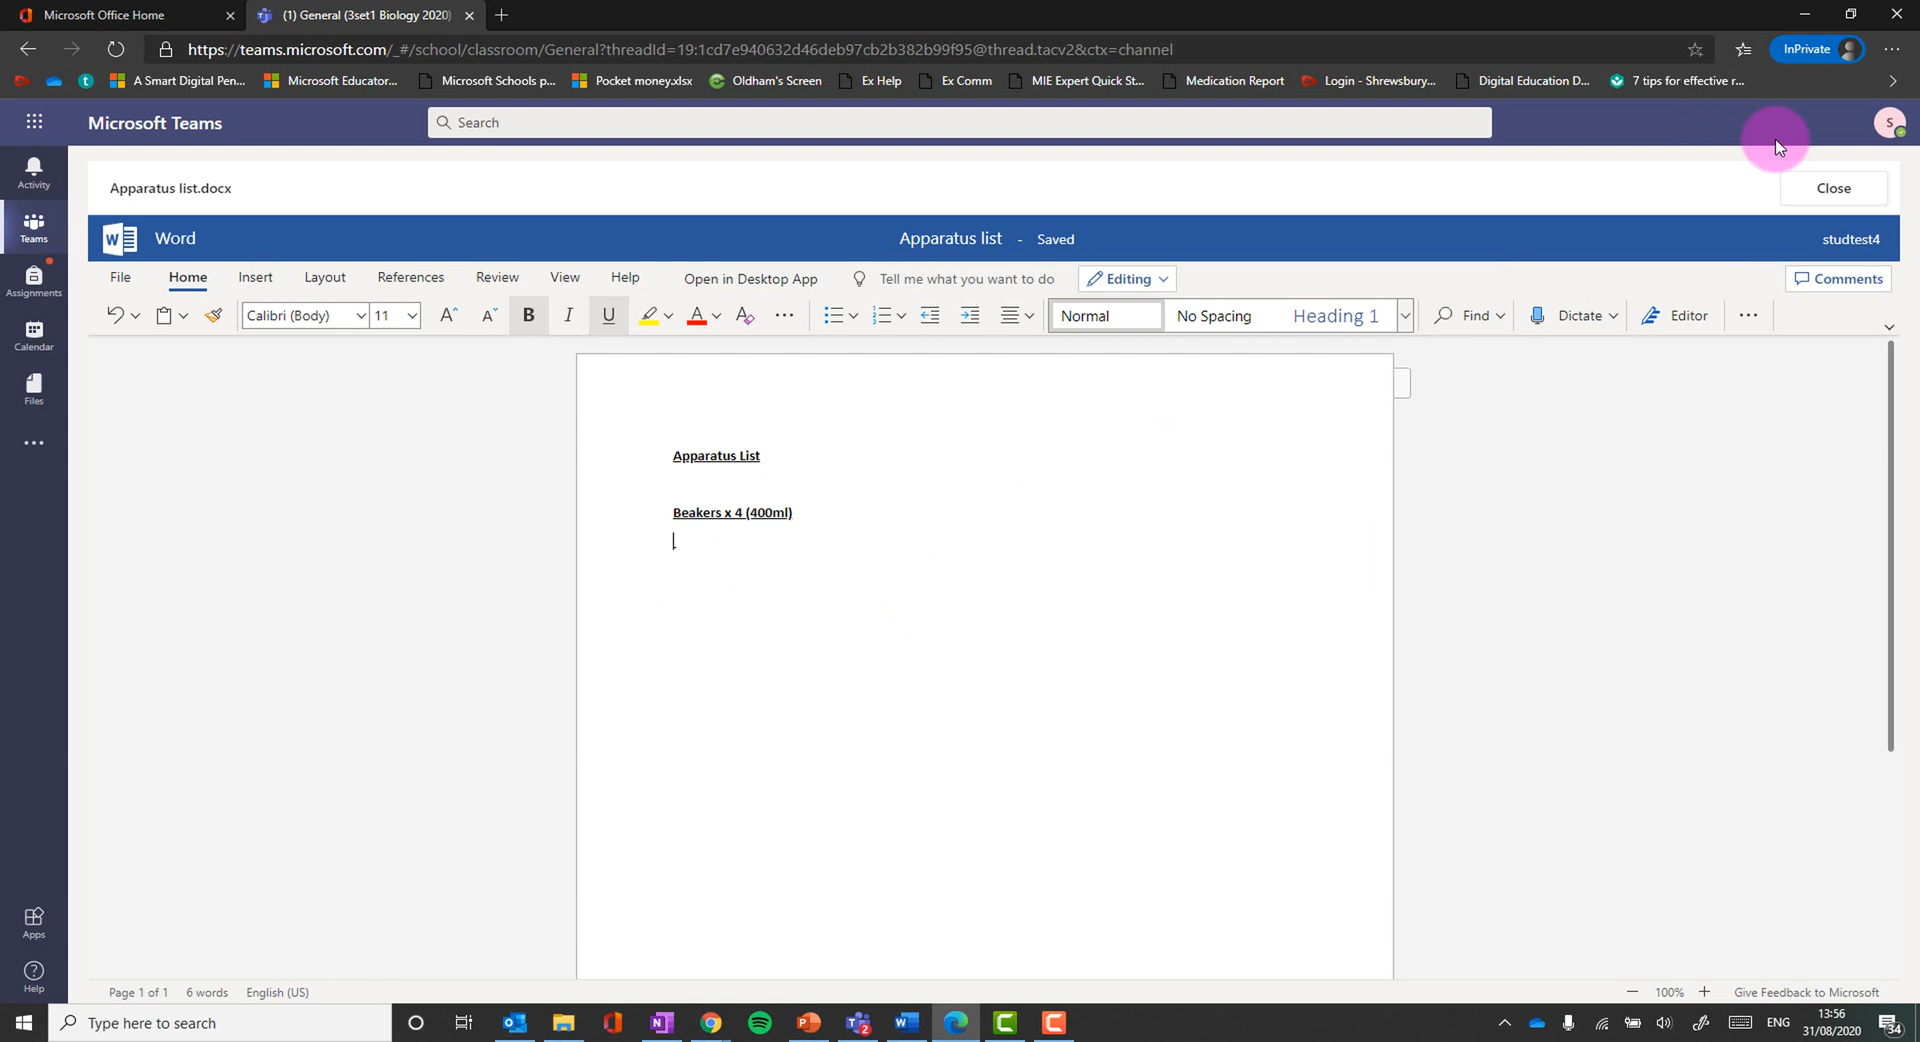 Microsoft Office Home
(1) General (3set1 Biology 2020)
https://teams.microsoft.com/_#/school/classroom/General?threadId=19:1cd7e940632d46deb97cb2b382b99f95@thread.tacv2&ctx=channel
InPrivate
A Smart Digital Pen...
Microsoft Educator...
Microsoft Schools p...
Pocket money.xlsx
Oldham's Screen
Ex Help
Ex Comm
MIE Expert Quick St...
Medication Report
Login - Shrewsbury...
Digital Education D...
7 tips for effective r...
Microsoft Teams
Search
S
Activity
Teams
Assignments
Calendar
Files
Apps
Help
Apparatus list.docx
Close
W
Word
Apparatus list - Saved
studtest4
File
Home
Insert
Layout
References
Review
View
Help
Open in Desktop App
Tell me what you want to do
Editing
Comments
Calibri (Body)
11
Normal
No Spacing
Heading 1
Find
Dictate
Editor
Apparatus List
Beakers x 4 (400ml)
Page 1 of 1
6 words
English (US)
100%
Give Feedback to Microsoft
Type here to search
ENG
13:56
31/08/2020
34